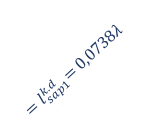 = l^{k.d}_{sap1} = 0,0738λ